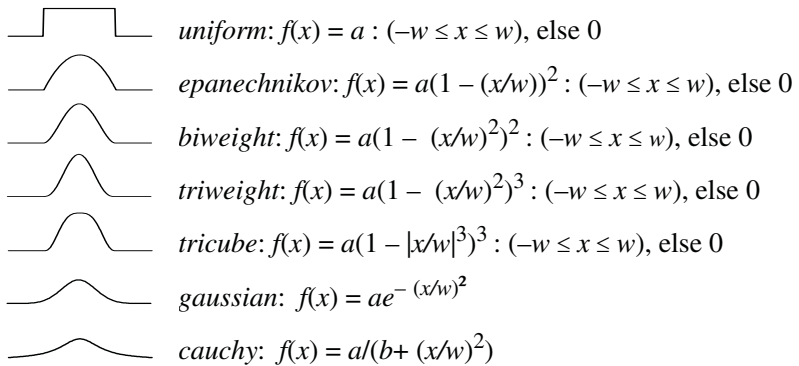 uniform: f(x) = a : (–w ≤ x ≤ w), else 0
epanechnikov: f(x) = a(1 – (x/w))² : (–w ≤ x ≤ w), else 0
biweight: f(x) = a(1 – (x/w)²)² : (–w ≤ x ≤ w), else 0
triweight: f(x) = a(1 – (x/w)²)³ : (–w ≤ x ≤ w), else 0
tricube: f(x) = a(1 – |x/w|³)³ : (–w ≤ x ≤ w), else 0
gaussian: f(x) = ae^– (x/w)²
cauchy: f(x) = a/(b+ (x/w)²)